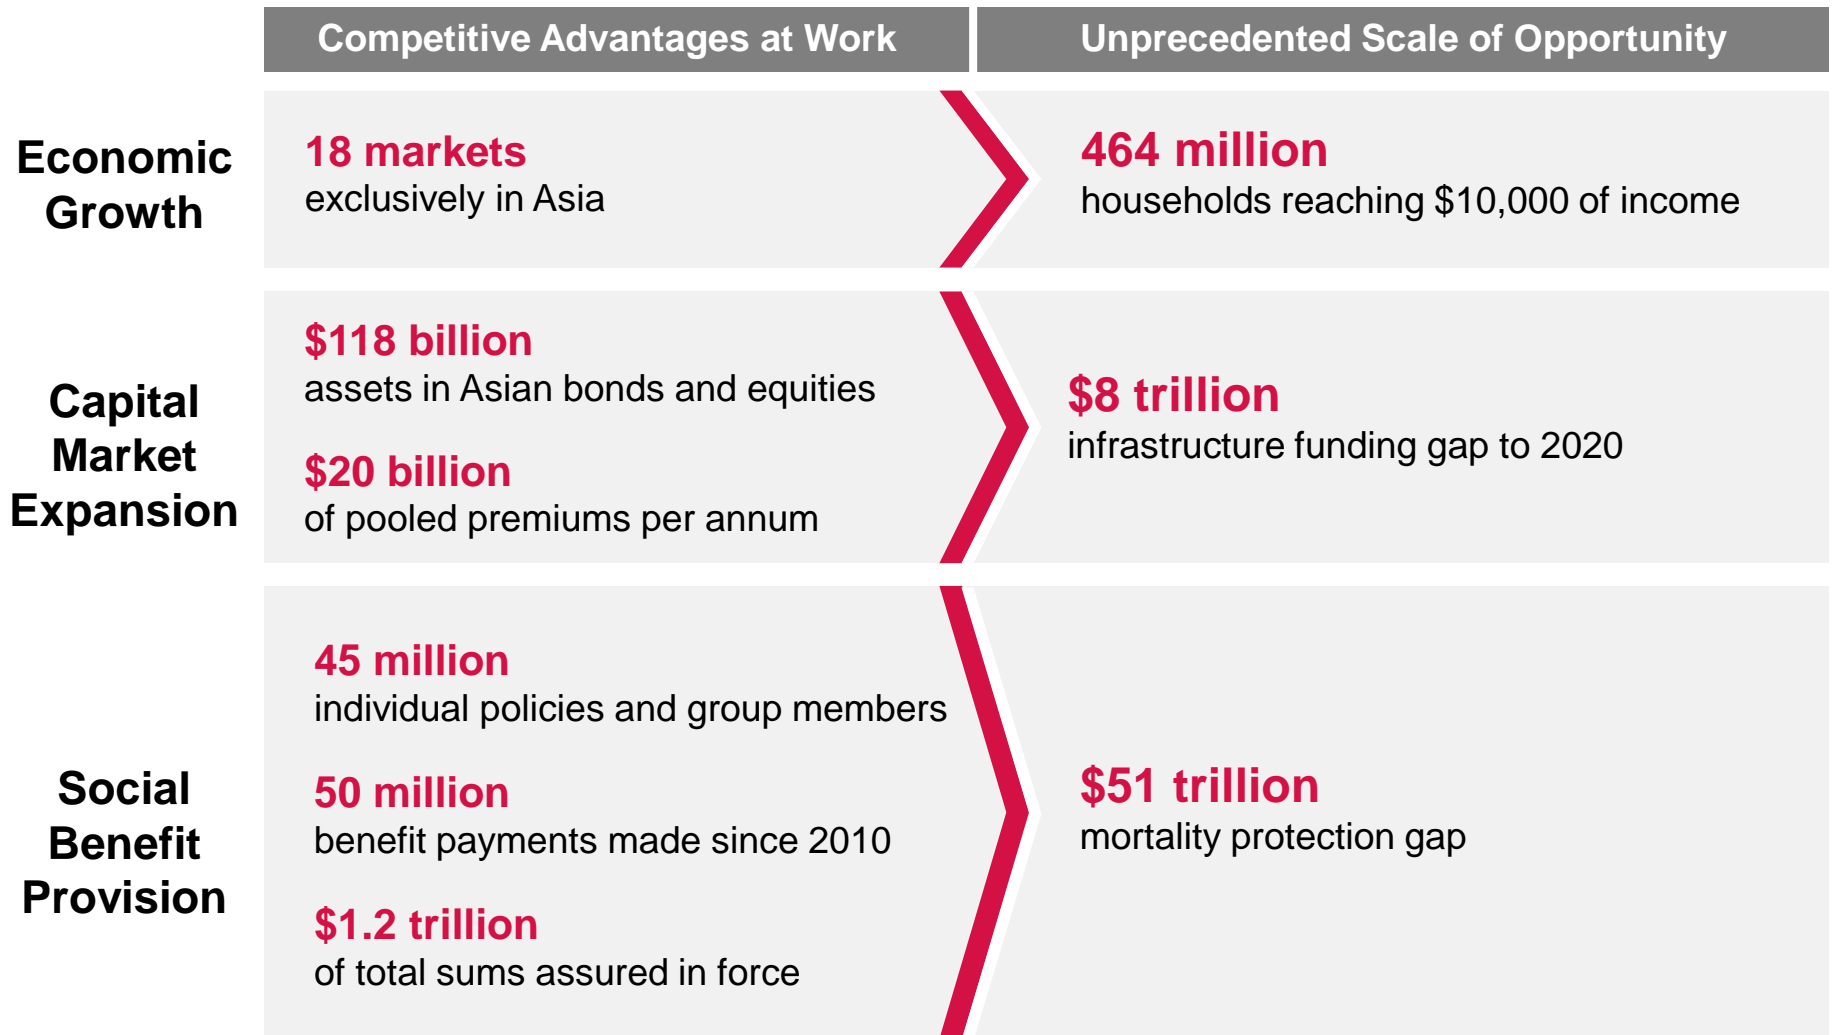 Competitive Advantages at Work
Unprecedented Scale of Opportunity
Economic
Growth
18 markets
exclusively in Asia
464 million
households reaching $10,000 of income
Capital
Market
Expansion
$118 billion
assets in Asian bonds and equities
$20 billion
of pooled premiums per annum
$8 trillion
infrastructure funding gap to 2020
Social
Benefit
Provision
45 million
individual policies and group members
50 million
benefit payments made since 2010
$1.2 trillion
of total sums assured in force
$51 trillion
mortality protection gap